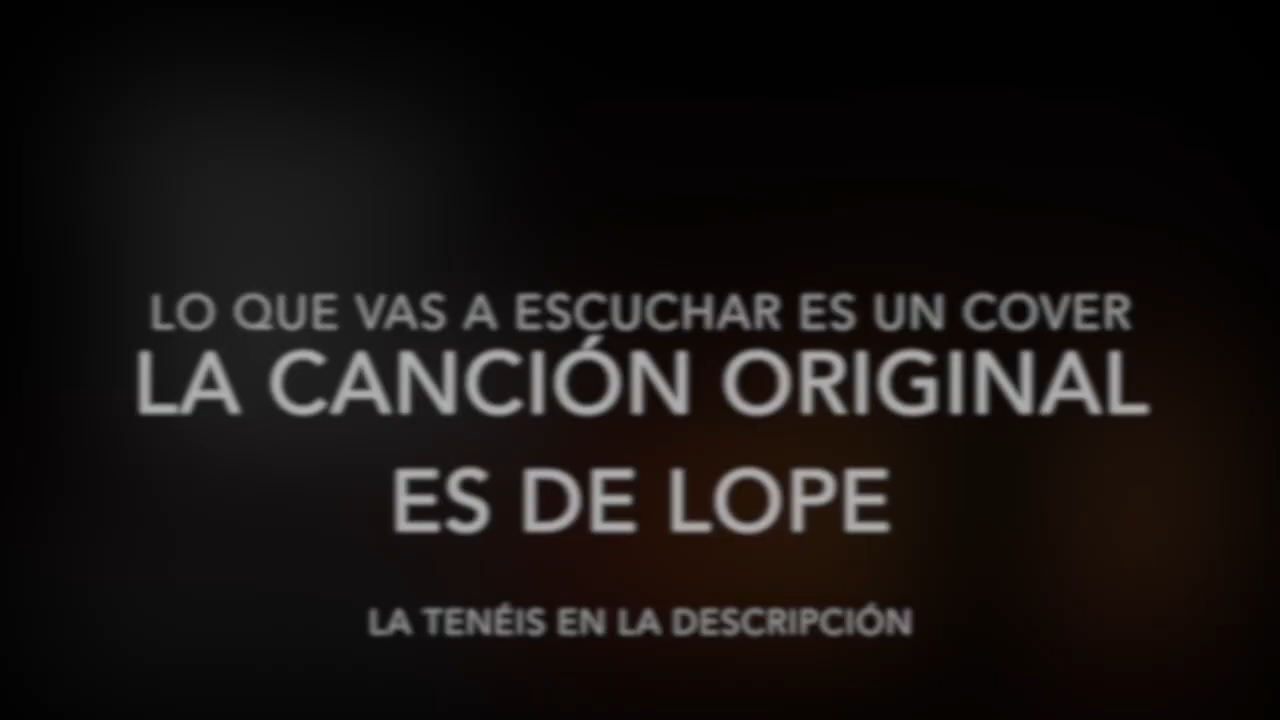 LO QUE VAS A ESCUCHAR ES UN COVER
LA CANCIÓN ORIGINAL
ES DE LOPE
LA TENÉIS EN LA DESCRIPCIÓN